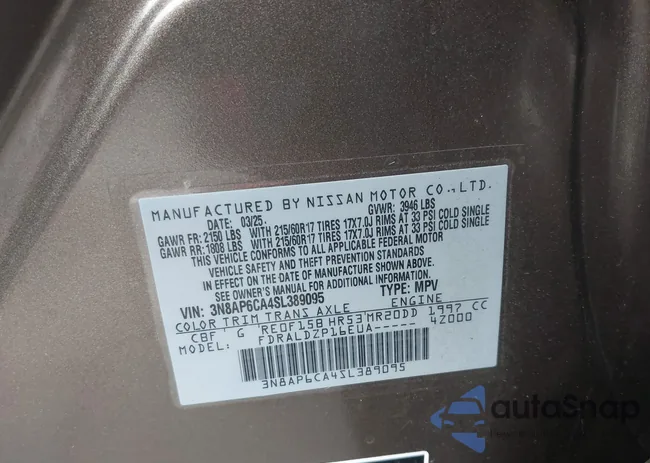 MANUFACTURED BY NISSAN MOTOR CO.,LTD.
DATE: 03/25 GVWR: 3946 LBS
GAWR FR: 2150 LBS WITH 215/60R17 TIRES 17X7.0J RIMS AT 33 PSI COLD SINGLE
GAWR RR: 1808 LBS WITH 215/60R17 TIRES 17X7.0J RIMS AT 33 PSI COLD SINGLE
THIS VEHICLE CONFORMS TO ALL APPLICABLE FEDERAL MOTOR
VEHICLE SAFETY AND THEFT PREVENTION STANDARDS
IN EFFECT ON THE DATE OF MANUFACTURE SHOWN ABOVE.
SEE OWNERS MANUAL FOR ADDITIONAL INFORMATION.
VIN: 3N8AP6CA4SL389095 TYPE: MPV
COLOR TRIM TRANS AXLE ENGINE
CBF G RE0F15B HR53 MR20DD 1997 CC
FDRALDZP16EUA----- 4Z000
3N8AP6CA4SL389095
autoSnap